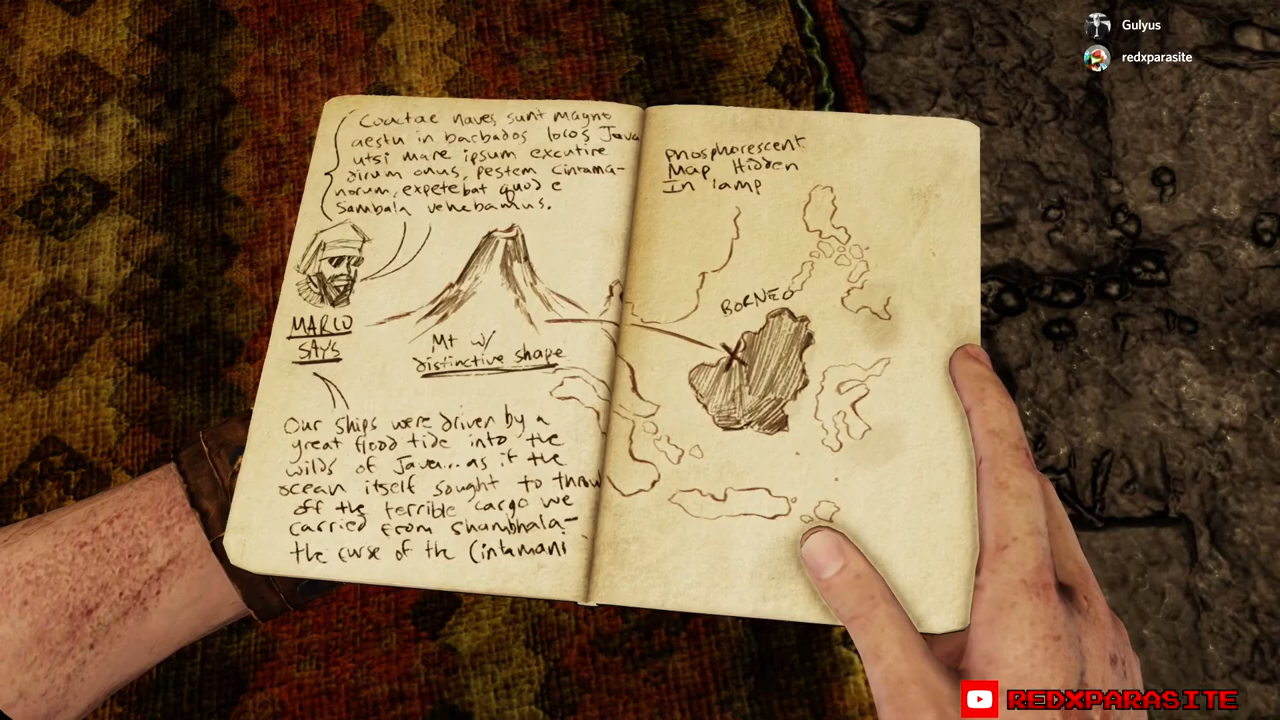 Gulyus
redxparasite
Coactae naves sunt magno
aestu in barbados locos Java
utsi mare ipsum excutire
dirum onus, pestem cintama-
norum, expetebat quod e
Sambala vehebamus.
MARCO
SAYS
Mt w/
distinctive shape
Our ships were driven by a
great flood tide into the
wilds of Java... as if the
ocean itself sought to throw
off the terrible cargo we
carried from Shambhala-
the curse of the Cintamani
Phosphorescent
Map Hidden
In lamp
BORNEO
REDXPARASITE